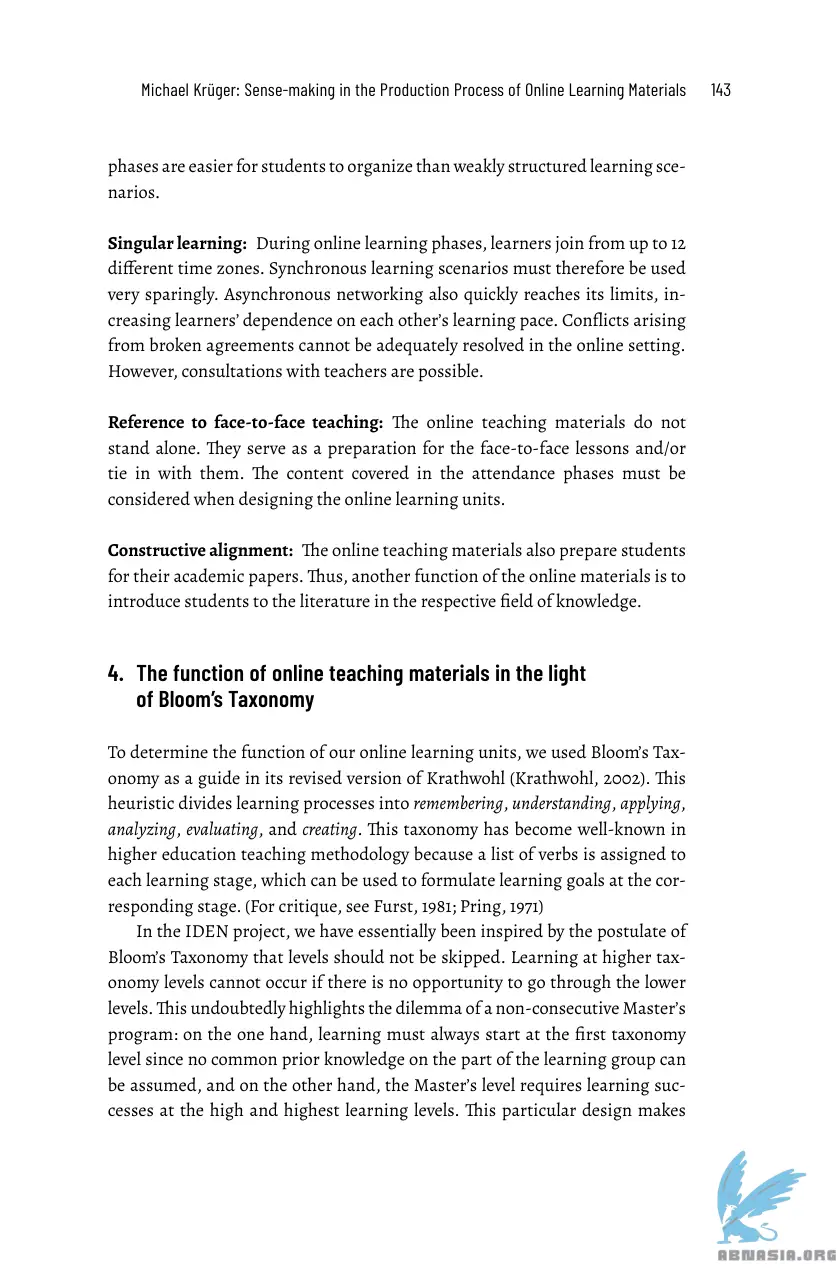 Michael Krüger: Sense-making in the Production Process of Online Learning Materials 143
phases are easier for students to organize than weakly structured learning sce-
narios.
Singular learning: During online learning phases, learners join from up to 12
different time zones. Synchronous learning scenarios must therefore be used
very sparingly. Asynchronous networking also quickly reaches its limits, in-
creasing learners’ dependence on each other’s learning pace. Conflicts arising
from broken agreements cannot be adequately resolved in the online setting.
However, consultations with teachers are possible.
Reference to face-to-face teaching: The online teaching materials do not
stand alone. They serve as a preparation for the face-to-face lessons and/or
tie in with them. The content covered in the attendance phases must be
considered when designing the online learning units.
Constructive alignment: The online teaching materials also prepare students
for their academic papers. Thus, another function of the online materials is to
introduce students to the literature in the respective field of knowledge.
4. The function of online teaching materials in the light
of Bloom’s Taxonomy
To determine the function of our online learning units, we used Bloom’s Tax-
onomy as a guide in its revised version of Krathwohl (Krathwohl, 2002). This
heuristic divides learning processes into remembering, understanding, applying,
analyzing, evaluating, and creating. This taxonomy has become well-known in
higher education teaching methodology because a list of verbs is assigned to
each learning stage, which can be used to formulate learning goals at the cor-
responding stage. (For critique, see Furst, 1981; Pring, 1971)
In the IDEN project, we have essentially been inspired by the postulate of
Bloom’s Taxonomy that levels should not be skipped. Learning at higher tax-
onomy levels cannot occur if there is no opportunity to go through the lower
levels. This undoubtedly highlights the dilemma of a non-consecutive Master’s
program: on the one hand, learning must always start at the first taxonomy
level since no common prior knowledge on the part of the learning group can
be assumed, and on the other hand, the Master’s level requires learning suc-
cesses at the high and highest learning levels. This particular design makes
ABNASIA.ORG